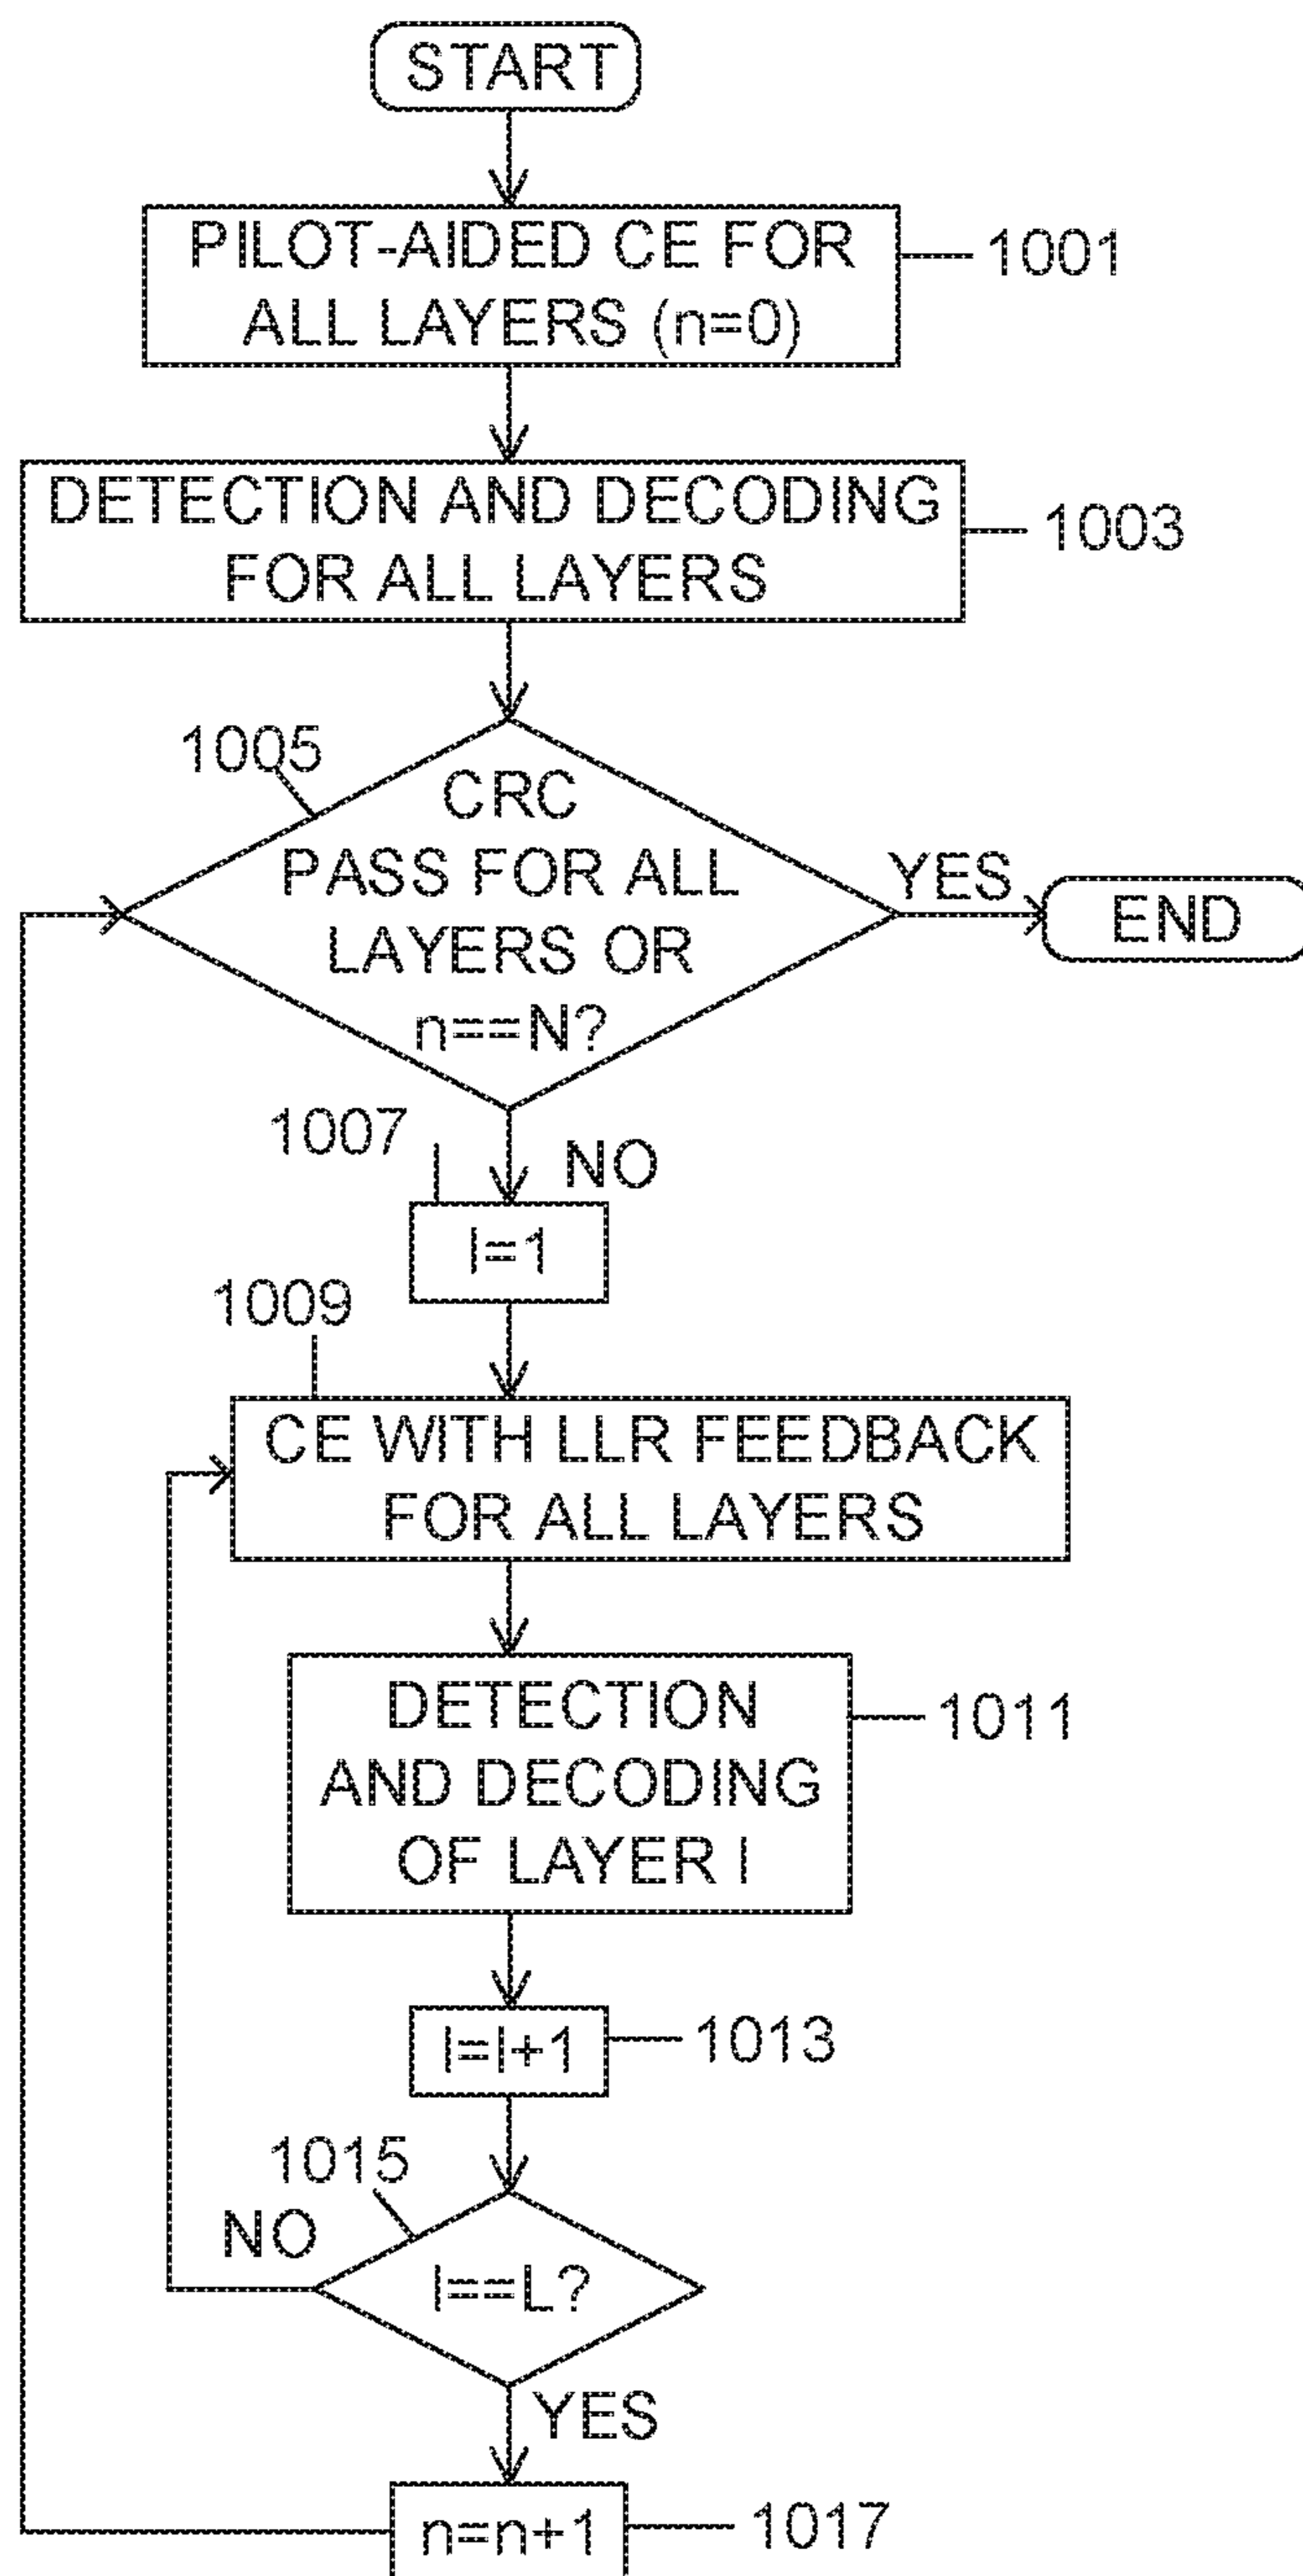 START
PILOT-AIDED CE FOR
ALL LAYERS (n=0)
1001
DETECTION AND DECODING
FOR ALL LAYERS
1003
1005
CRC
PASS FOR ALL
LAYERS OR
n==N?
YES
END
1007
NO
l=1
1009
CE WITH LLR FEEDBACK
FOR ALL LAYERS
DETECTION
AND DECODING
OF LAYER l
1011
l=l+1
1013
1015
NO
l==L?
YES
n=n+1
1017